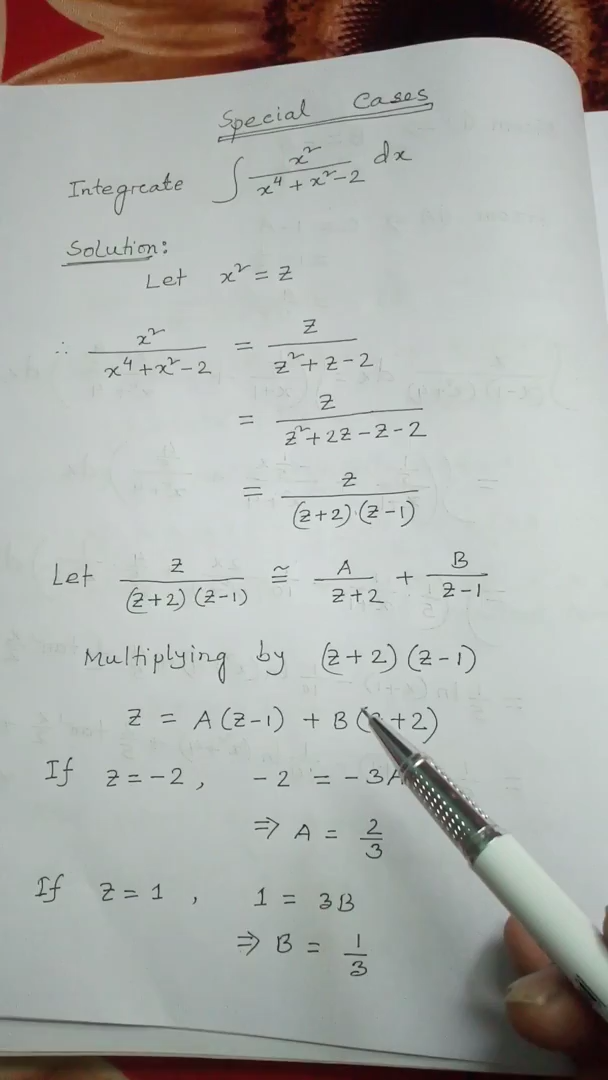 Special Cases
Integrcate ∫ x²/(x⁴ + x² - 2) dx
Solution:
Let x² = z
∴ x²/(x⁴ + x² - 2) = z/(z² + z - 2)
= z/(z² + 2z - z - 2)
= z/((z+2) (z-1))
Let z/((z+2) (z-1)) ≅ A/(z+2) + B/(z-1)
Multiplying by (z+2) (z-1)
z = A(z-1) + B(z+2)
If z = -2, -2 = -3A
⇒ A = 2/3
If z = 1, 1 = 3B
⇒ B = 1/3